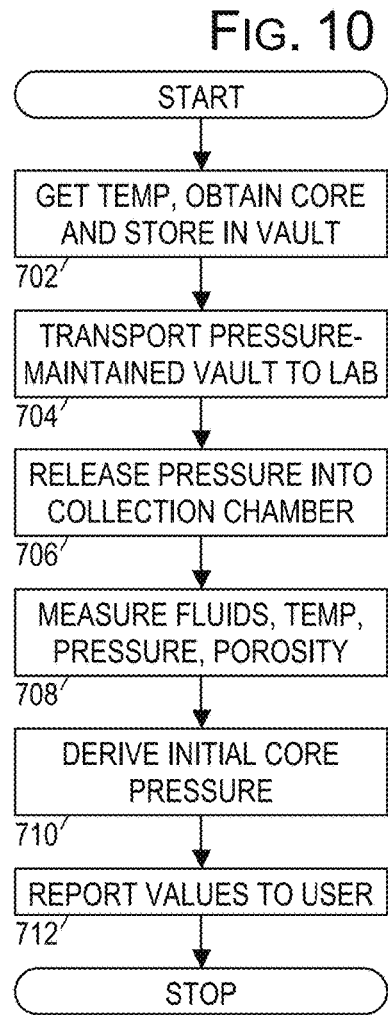 FIG. 10
START
GET TEMP, OBTAIN CORE
AND STORE IN VAULT
702
TRANSPORT PRESSURE-
MAINTAINED VAULT TO LAB
704
RELEASE PRESSURE INTO
COLLECTION CHAMBER
706
MEASURE FLUIDS, TEMP,
PRESSURE, POROSITY
708
DERIVE INITIAL CORE
PRESSURE
710
REPORT VALUES TO USER
712
STOP